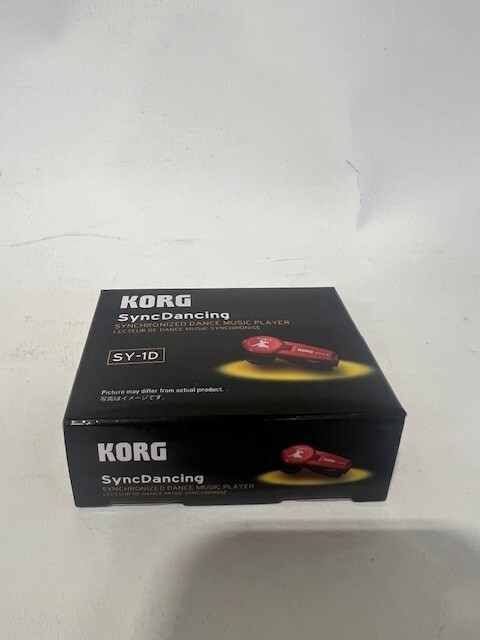 KORG
SyncDancing
SYNCHRONIZED DANCE MUSIC PLAYER
LECTEUR DE DANCE MUSIC SYNCHRONISÉ
SY-1D
KORG
Picture may differ from actual product.
写真はイメージです。
KORG
SyncDancing
SYNCHRONIZED DANCE MUSIC PLAYER
LECTEUR DE DANCE MUSIC SYNCHRONISÉ
KORG